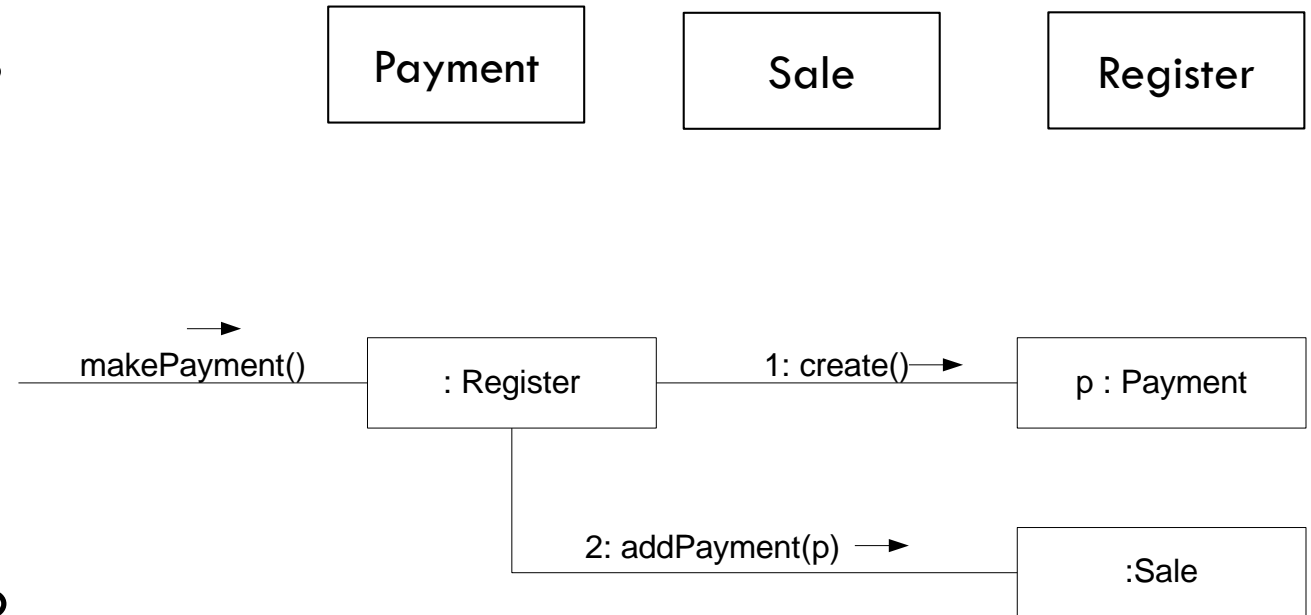 Payment
Sale
Register
makePayment()
: Register
1: create()
p : Payment
2: addPayment(p)
:Sale